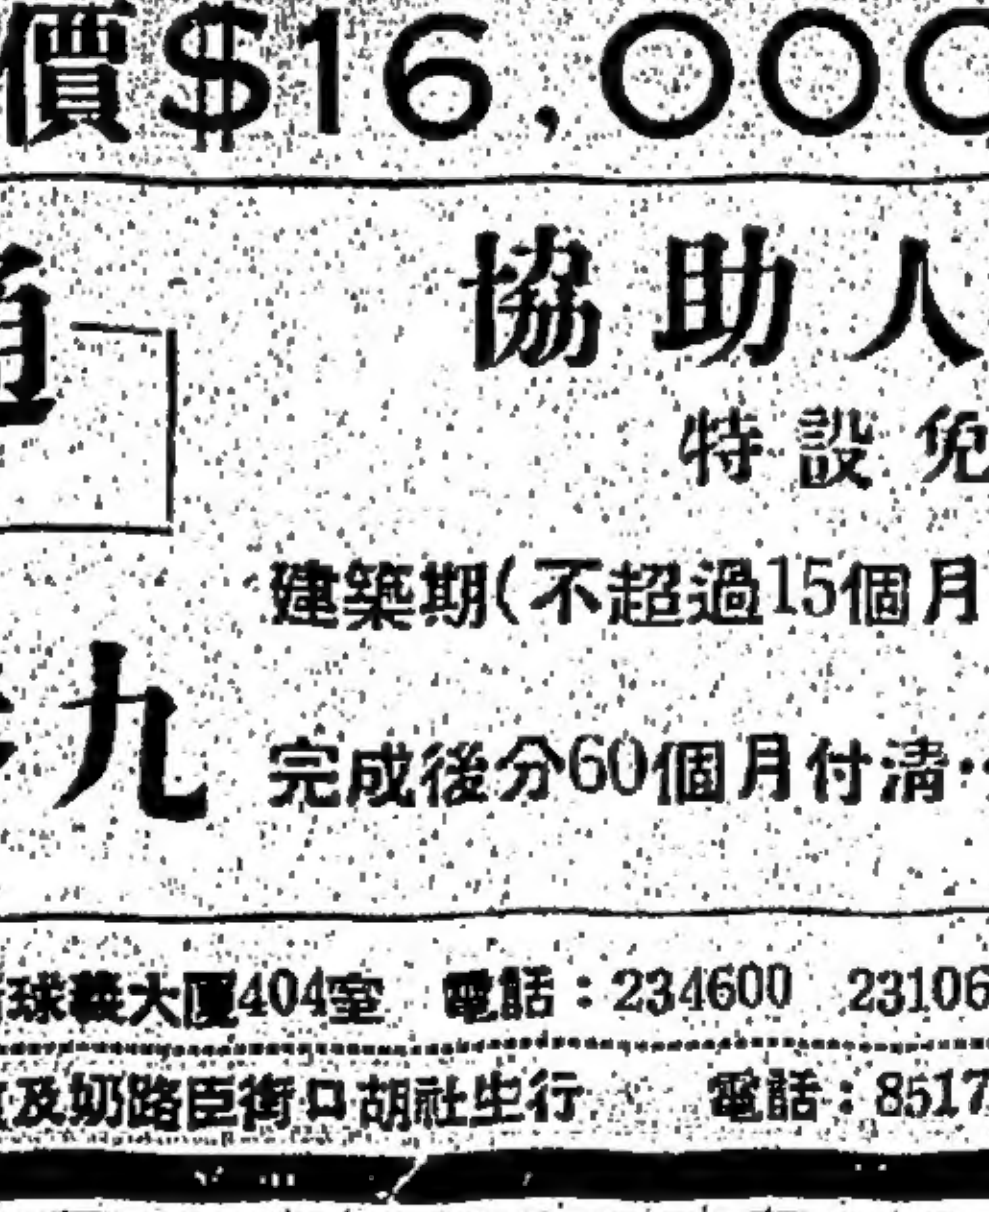 價$16,000
協助人
特設免
建築期(不超過15個月
九
完成後分60個月付清
球義大厦404室 電話：234600 23106
及奶路臣街口胡社生行 電話：8517